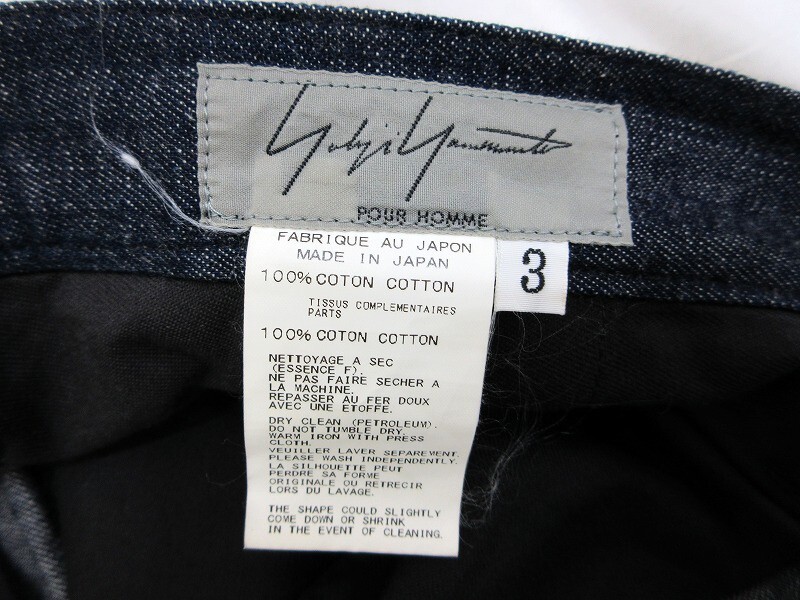 Yohji Yamamoto
POUR HOMME
FABRIQUE AU JAPON
MADE IN JAPAN
3
100% COTON COTTON
TISSUS COMPLEMENTAIRES
PARTS
100% COTON COTTON
NETTOYAGE A SEC
(ESSENCE F).
NE PAS FAIRE SECHER A
LA MACHINE.
REPASSER AU FER DOUX
AVEC UNE ETOFFE.
DRY CLEAN (PETROLEUM).
DO NOT TUMBLE DRY.
WARM IRON WITH PRESS
CLOTH.
VEUILLER LAVER SEPAREMENT.
PLEASE WASH INDEPENDENTLY.
LA SILHOUETTE PEUT
PERDRE SA FORME
ORIGINALE OU RETRECIR
LORS DU LAVAGE.
THE SHAPE COULD SLIGHTLY
COME DOWN OR SHRINK
IN THE EVENT OF CLEANING.